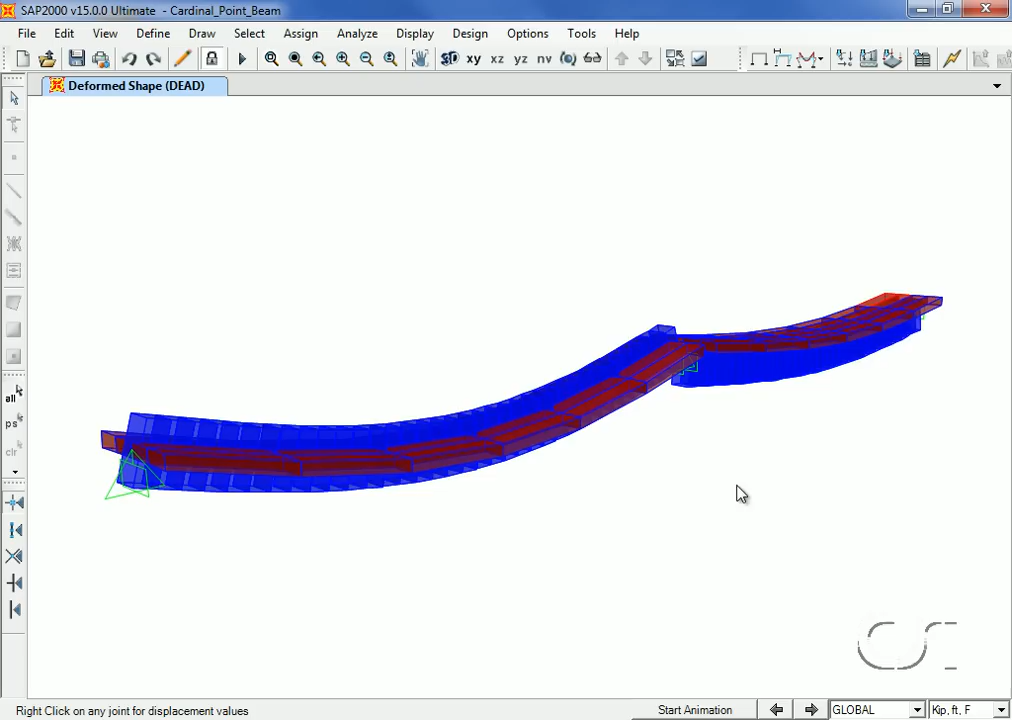 SAP2000 v15.0.0 Ultimate - Cardinal_Point_Beam
File Edit View Define Draw Select Assign Analyze Display Design Options Tools Help
3D xy xz yz nv
Deformed Shape (DEAD)
all
ps
clr
CSI
Right Click on any joint for displacement values
Start Animation
GLOBAL
Kip, ft, F